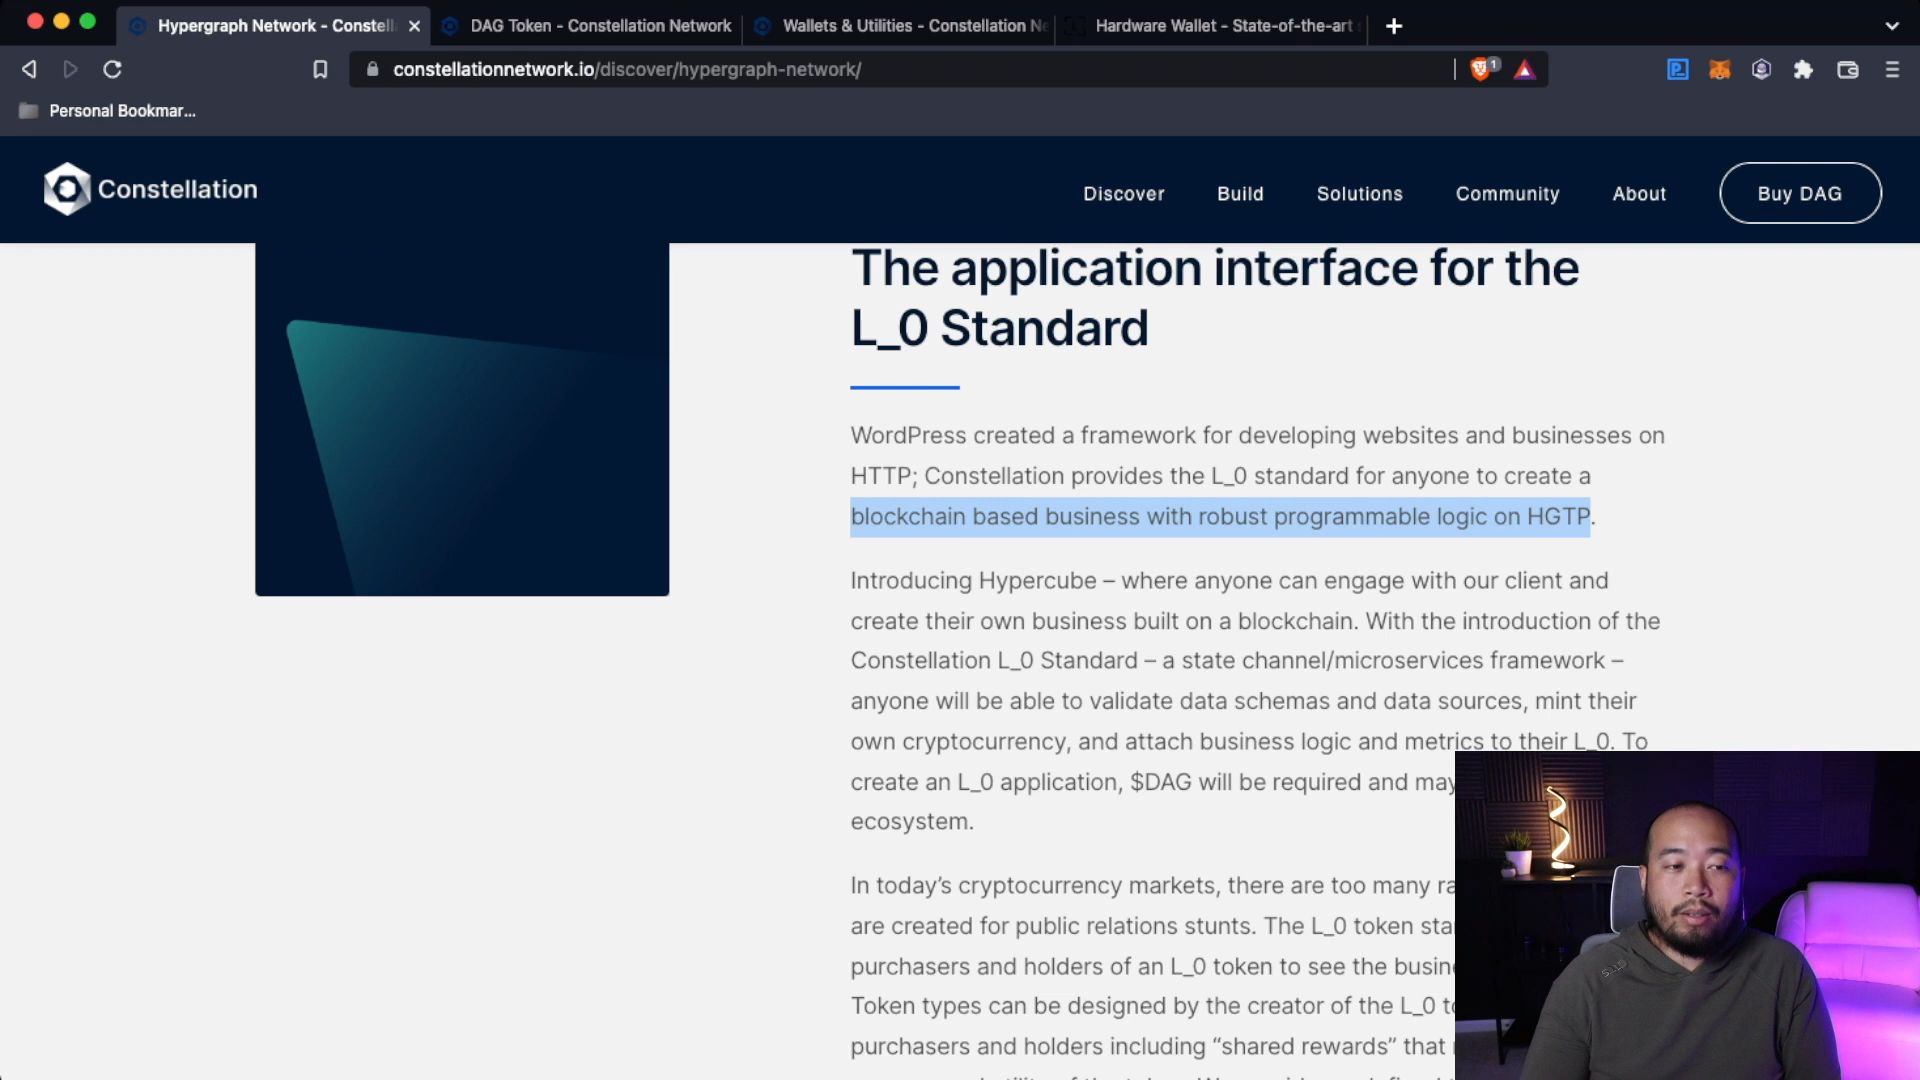 Hypergraph Network - Constell
DAG Token - Constellation Network
Wallets & Utilities - Constellation Ne
Hardware Wallet - State-of-the-art
constellationnetwork.io/discover/hypergraph-network/
1
Personal Bookmar...
Constellation
Discover
Build
Solutions
Community
About
Buy DAG
The application interface for the
L_0 Standard
WordPress created a framework for developing websites and businesses on
HTTP; Constellation provides the L_0 standard for anyone to create a
blockchain based business with robust programmable logic on HGTP.
Introducing Hypercube – where anyone can engage with our client and
create their own business built on a blockchain. With the introduction of the
Constellation L_0 Standard – a state channel/microservices framework –
anyone will be able to validate data schemas and data sources, mint their
own cryptocurrency, and attach business logic and metrics to their L_0. To
create an L_0 application, $DAG will be required and may
ecosystem.
In today’s cryptocurrency markets, there are too many
are created for public relations stunts. The L_0 token
purchasers and holders of an L_0 token to see the
Token types can be designed by the creator of the L_0
purchasers and holders including “shared rewards” that